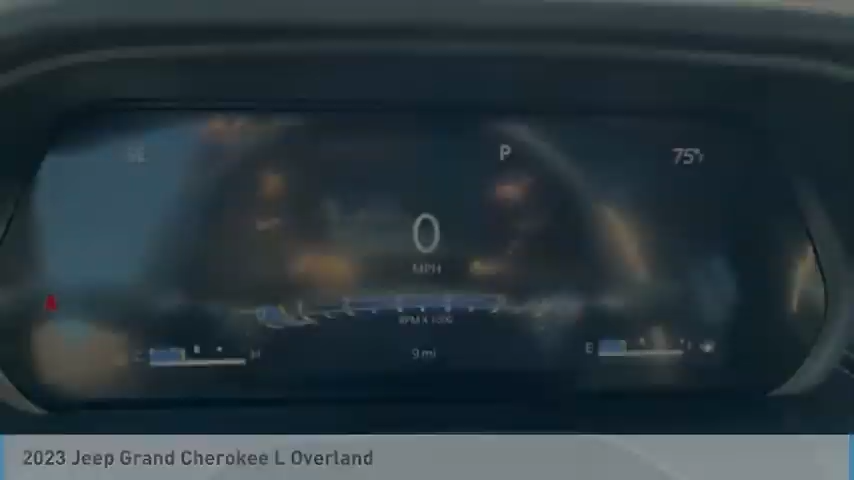 P
75°F
0
MPH
RPM X 1000
H
E
9 mi
2023 Jeep Grand Cherokee L Overland